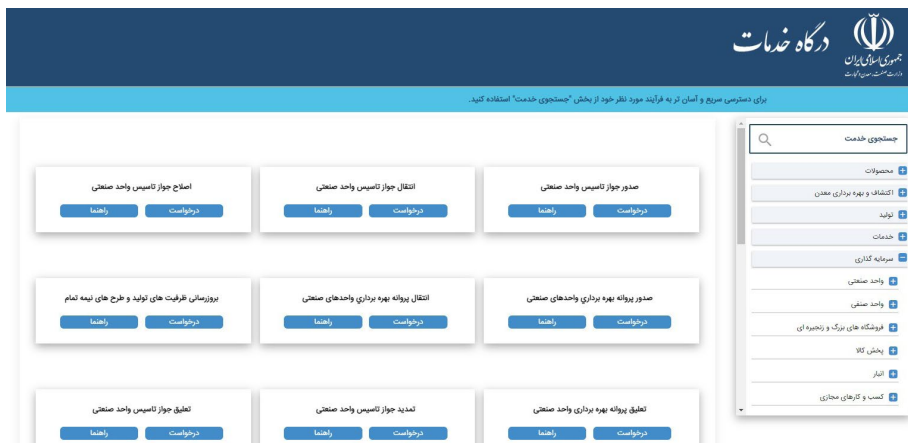 درگاه خدمات
جمهوری اسلامی ایران
وزارت صنعت، معدن و تجارت
برای دسترسی سریع و آسان تر به فرآیند مورد نظر خود از بخش "جستجوی خدمت" استفاده کنید.
جستجوی خدمت
محصولات
اکتشاف و بهره برداری معدن
تولید
خدمات
سرمایه گذاری
واحد صنعتی
واحد صنفی
فروشگاه های بزرگ و زنجیره ای
پخش کالا
انبار
کسب و کارهای مجازی
صدور جواز تاسیس واحد صنعتی
درخواست راهنما
انتقال جواز تاسیس واحد صنعتی
درخواست راهنما
اصلاح جواز تاسیس واحد صنعتی
درخواست راهنما
صدور پروانه بهره برداري واحدهای صنعتی
درخواست راهنما
انتقال پروانه بهره برداري واحدهای صنعتی
درخواست راهنما
بروزرسانی ظرفیت های تولید و طرح های نیمه تمام
درخواست راهنما
تعلیق پروانه بهره برداری واحد صنعتی
درخواست راهنما
تمدید جواز تاسیس واحد صنعتی
درخواست راهنما
تعلیق جواز تاسیس واحد صنعتی
درخواست راهنما